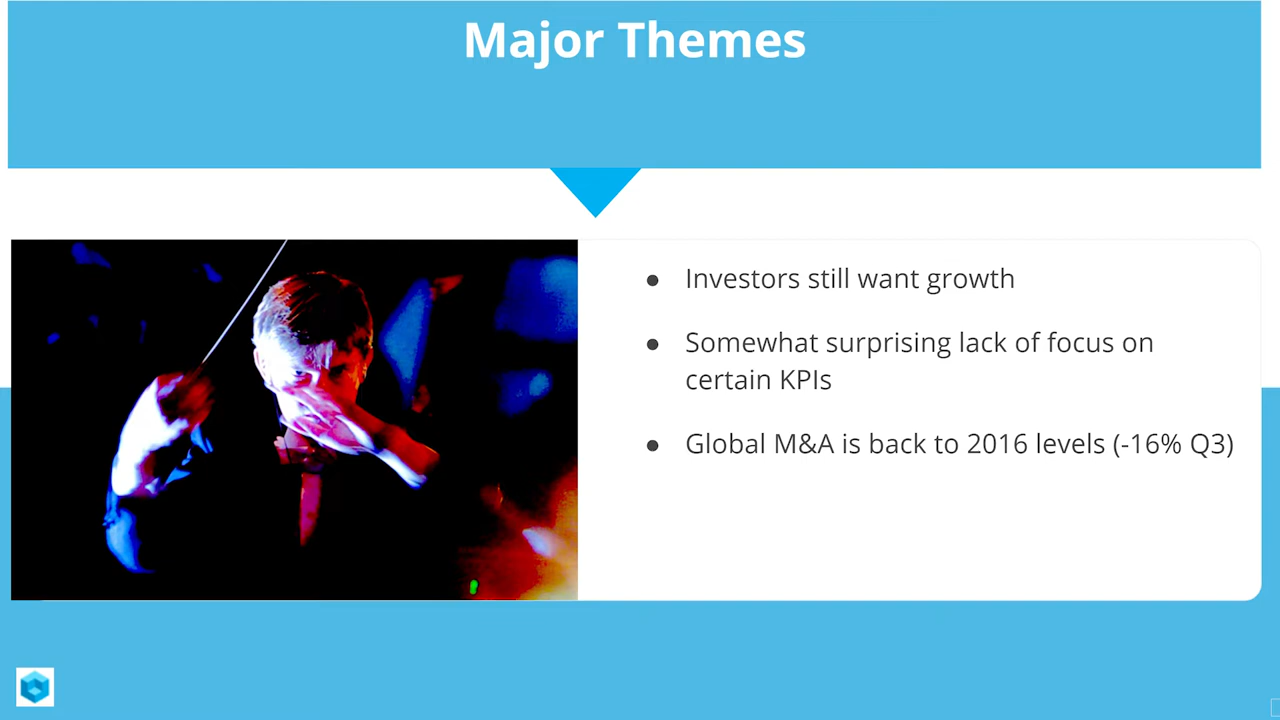 Major Themes
● Investors still want growth
● Somewhat surprising lack of focus on
certain KPIs
● Global M&A is back to 2016 levels (-16% Q3)